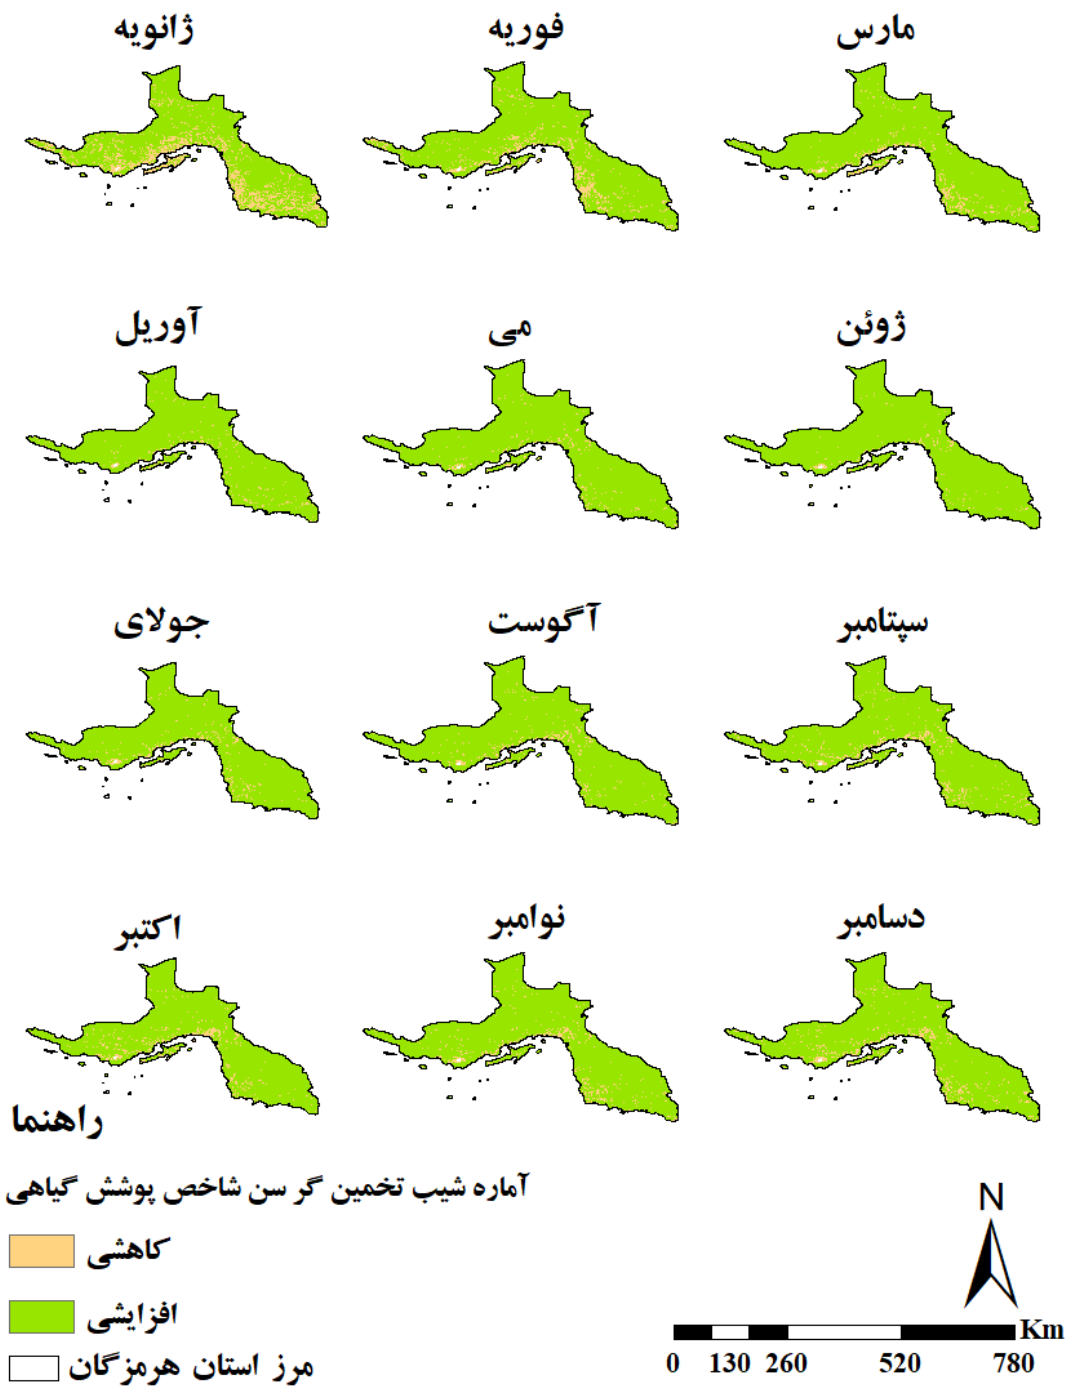 ژانویه
فوریه
مارس
آوریل
می
ژوئن
جولای
آگوست
سپتامبر
اکتبر
نوامبر
دسامبر
راهنما
آماره شیب تخمین گر سن شاخص پوشش گیاهی
کاهشی
افزایشی
مرز استان هرمزگان
N
Km
0 130 260 520 780